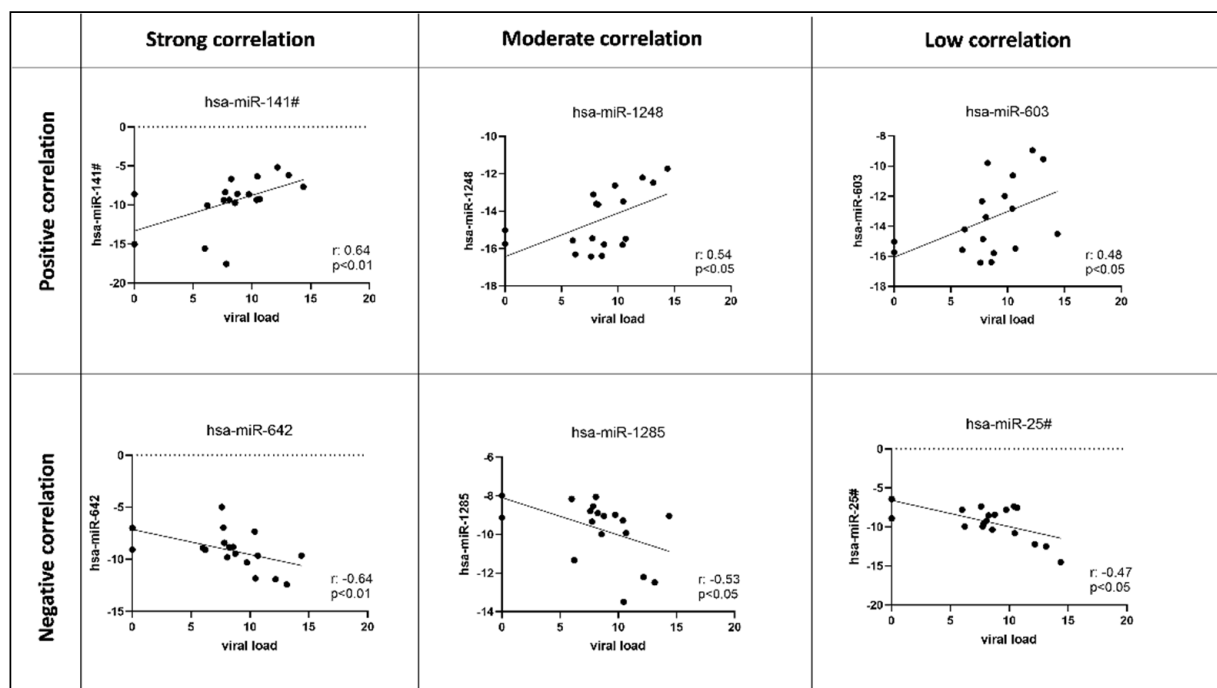 Strong correlation
Moderate correlation
Low correlation
Positive correlation
hsa-miR-141#
0
-5
-10
-15
-20
hsa-miR-141#
r: 0.64
p<0.01
0 5 10 15 20
viral load
hsa-miR-1248
-10
-12
-14
-16
-18
hsa-miR-1248
r: 0.54
p<0.05
0 5 10 15 20
viral load
hsa-miR-603
-8
-10
-12
-14
-16
-18
hsa-miR-603
r: 0.48
p<0.05
0 5 10 15 20
viral load
Negative correlation
hsa-miR-642
0
-5
-10
-15
hsa-miR-642
r: -0.64
p<0.01
0 5 10 15 20
viral load
hsa-miR-1285
-6
-8
-10
-12
-14
hsa-miR-1285
r: -0.53
p<0.05
0 5 10 15 20
viral load
hsa-miR-25#
0
-5
-10
-15
-20
hsa-miR-25#
r: -0.47
p<0.05
0 5 10 15 20
viral load